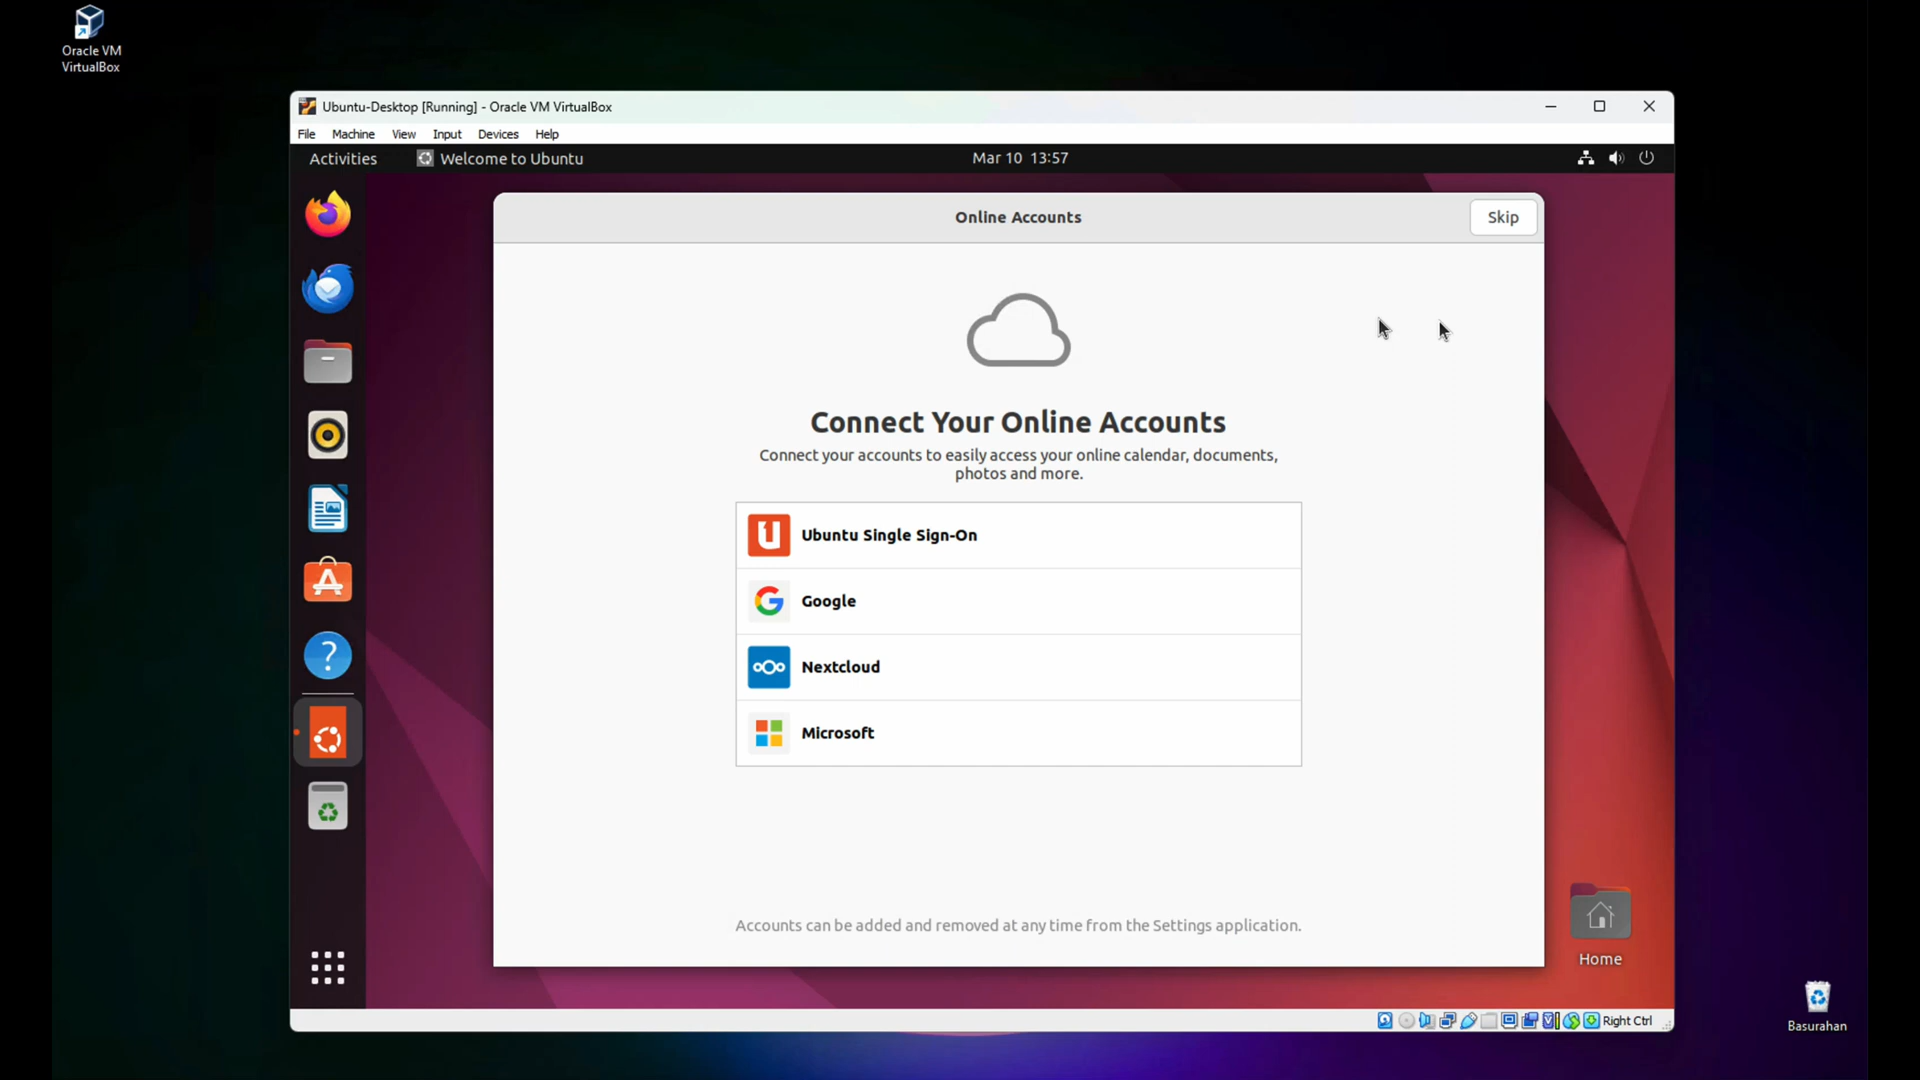 Oracle VM
VirtualBox
Ubuntu-Desktop [Running] - Oracle VM VirtualBox
File Machine View Input Devices Help
Activities Welcome to Ubuntu Mar 10 13:57
Online Accounts
Skip
Connect Your Online Accounts
Connect your accounts to easily access your online calendar, documents,
photos and more.
Ubuntu Single Sign-On
Google
Nextcloud
Microsoft
Accounts can be added and removed at any time from the Settings application.
Home
Right Ctrl
Basurahan